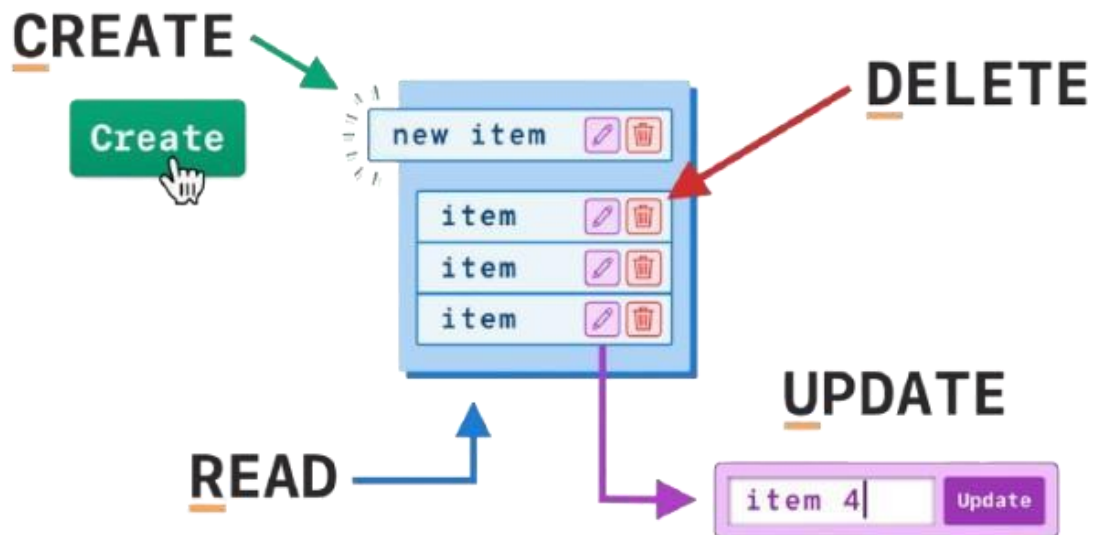 CREATE
Create
DELETE
new item
item
item
item
UPDATE
READ
item 4
Update